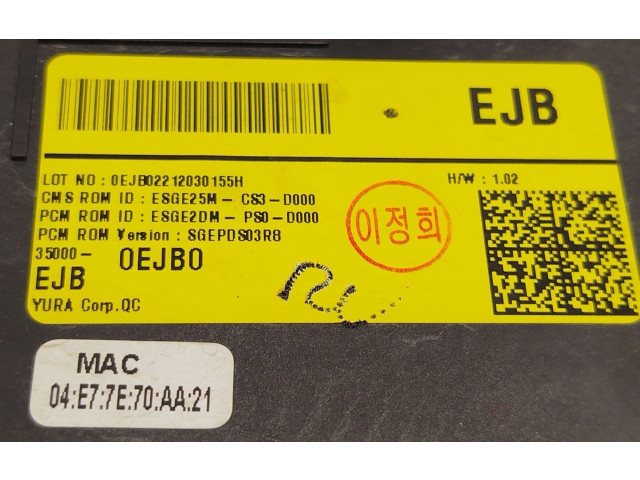 EJB
LOT NO : 0EJB02212030155H
H/W : 1.02
CMS ROM ID : ESGE25M - CS3-D000
PCM ROM ID : ESGE2DM - PS0-D000
PCM ROM Version : SGEPDS03R8
이정희
35000- 0EJB0
EJB
YURA Corp.QC
MAC
04:E7:7E:70:AA:21